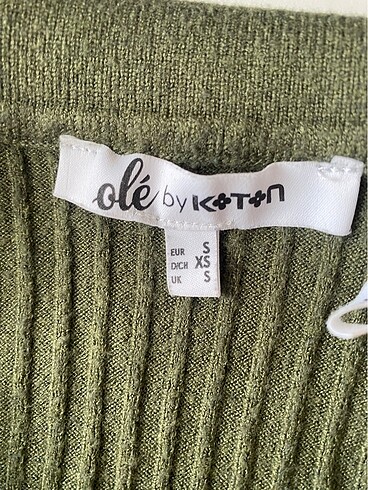 olé by KOTON
EUR S
D/CH XS
UK S